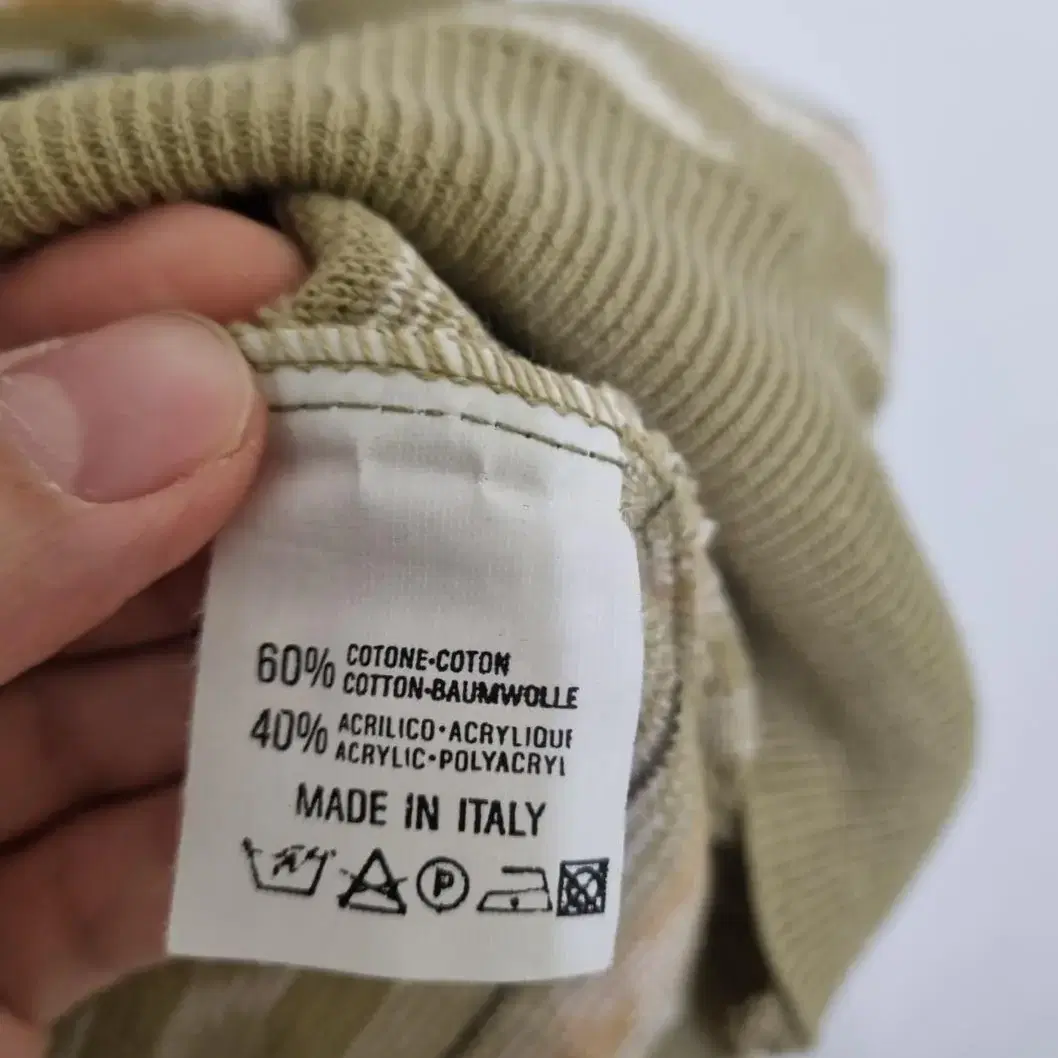 60% COTONE•COTON
COTTON•BAUMWOLLE
40% ACRILICO•ACRYLIQUE
ACRYLIC•POLYACRYL
MADE IN ITALY
P